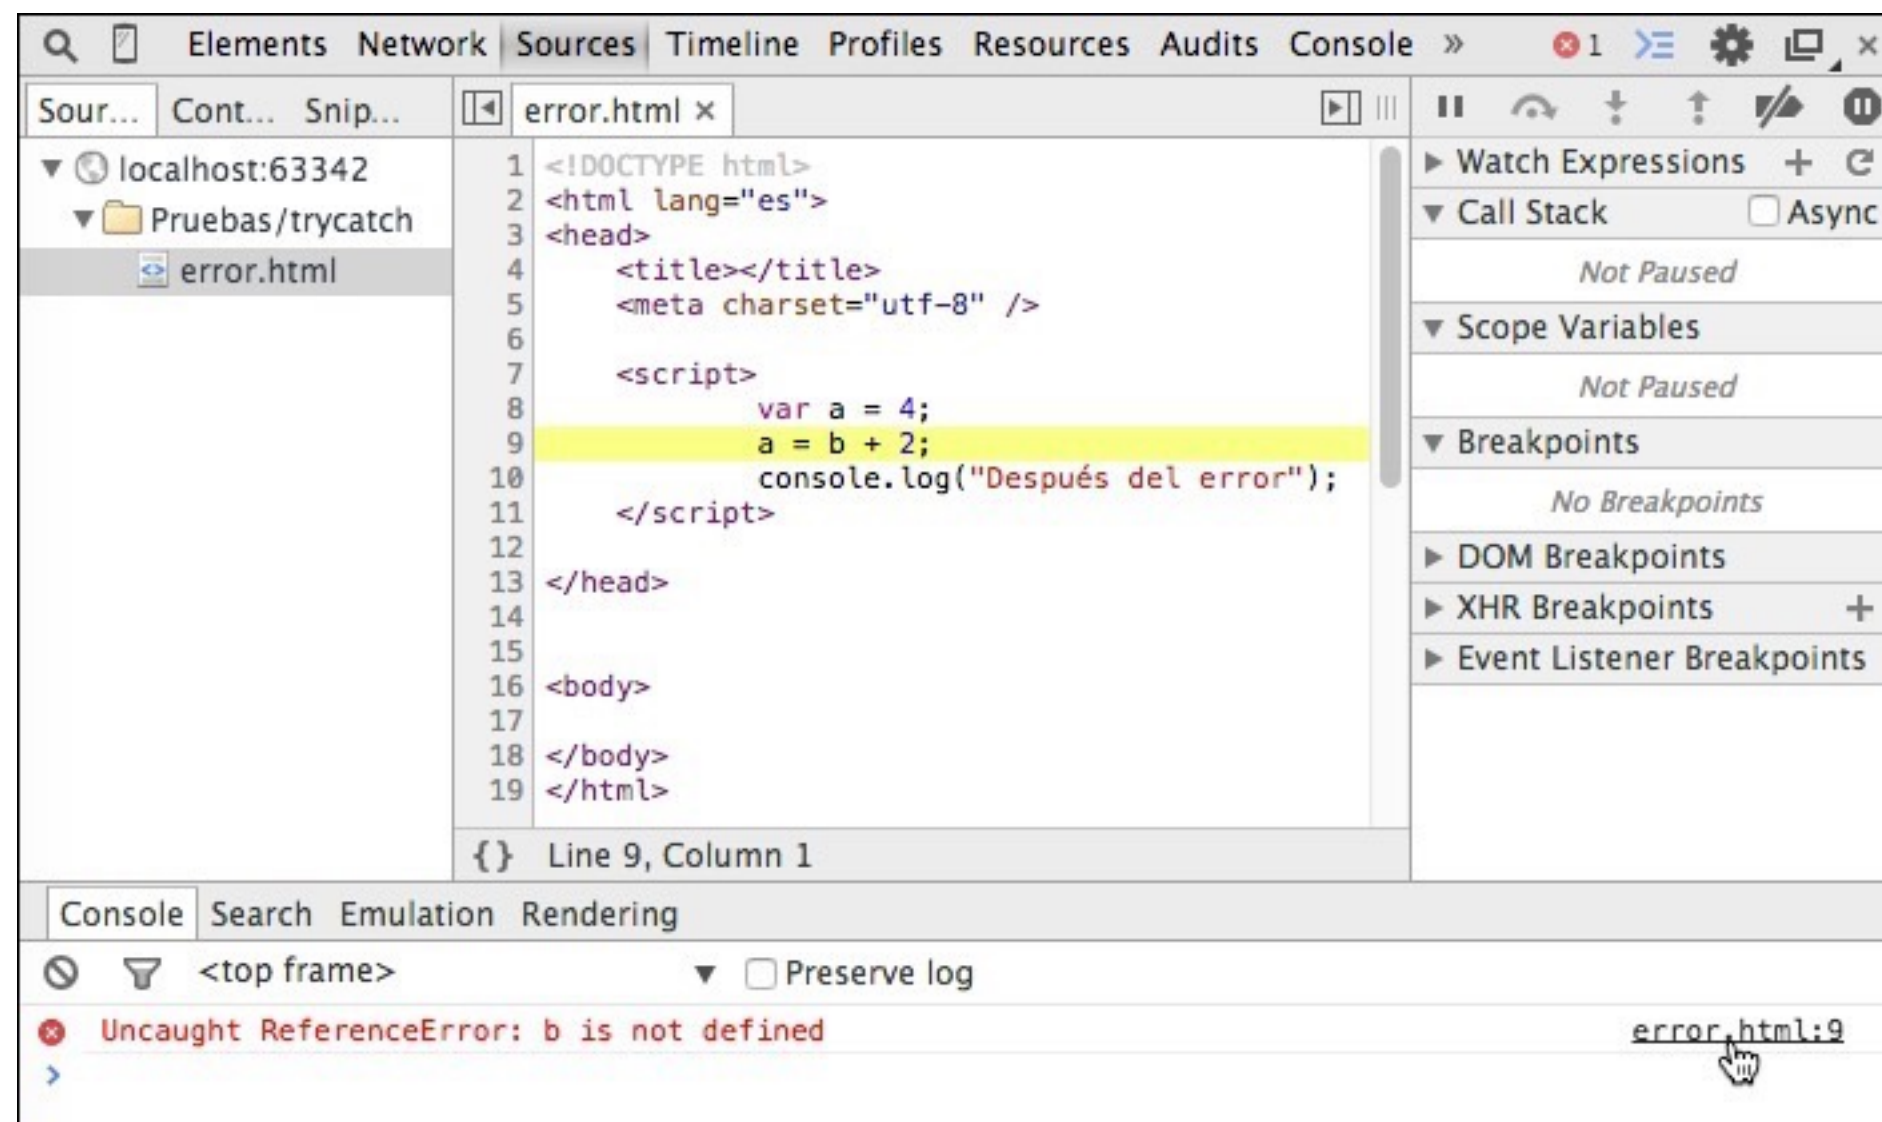 Elements Network Sources Timeline Profiles Resources Audits Console » 1
Sour... Cont... Snip...
error.html ×
localhost:63342
Pruebas/trycatch
error.html
1 <!DOCTYPE html>
2 <html lang="es">
3 <head>
4 <title></title>
5 <meta charset="utf-8" />
6
7 <script>
8 var a = 4;
9 a = b + 2;
10 console.log("Después del error");
11 </script>
12
13 </head>
14
15
16 <body>
17
18 </body>
19 </html>
{} Line 9, Column 1
Watch Expressions
Call Stack Async
Not Paused
Scope Variables
Not Paused
Breakpoints
No Breakpoints
DOM Breakpoints
XHR Breakpoints
Event Listener Breakpoints
Console Search Emulation Rendering
<top frame> Preserve log
Uncaught ReferenceError: b is not defined error.html:9